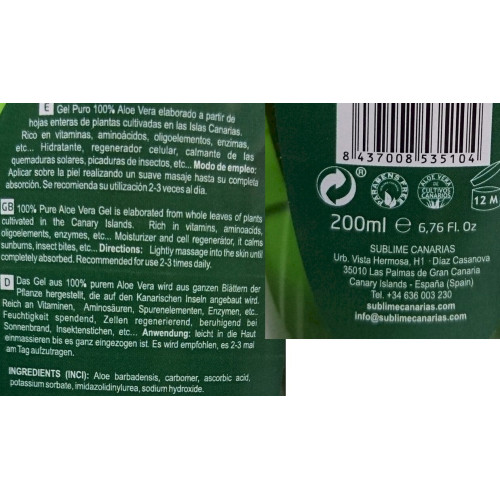 E Gel Puro 100% Aloe Vera elaborado a partir de
hojas enteras de plantas cultivadas en las Islas Canarias.
Rico en vitaminas, aminoácidos, oligoelementos, enzimas,
etc... Hidratante, regenerador celular, calmante de las
quemaduras solares, picaduras de insectos, etc... Modo de empleo:
Aplicar sobre la piel realizando un suave masaje hasta su completa
absorción. Se recomienda su utilización 2-3 veces al día.
GB 100% Pure Aloe Vera Gel is elaborated from whole leaves of plants
cultivated in the Canary Islands. Rich in vitamins, aminoacids,
oligoelements, enzymes, etc... Moisturizer and cell regenerator, it calms
sunburns, insect bites, etc... Directions: Lightly massage into the skin until
completely absorbed. Recommended for use 2-3 times daily.
D Das Gel aus 100% purem Aloe Vera wird aus ganzen Blättern der
Pflanze hergestellt, die auf den Kanarischen Inseln angebaut wird.
Reich an Vitaminen, Aminosäuren, Spurenelementen, Enzymen, etc..
Feuchtigkeit spendend, Zellen regenerierend, beruhigend bei
Sonnenbrand, Insektenstichen, etc... Anwendung: leicht in die Haut
einmassieren bis es ganz eingezogen ist. Es wird empfohlen, es 2-3 mal
am Tag aufzutragen.
INGREDIENTS (INCI): Aloe barbadensis, carbomer, ascorbic acid,
potassium sorbate, imidazolidinylurea, sodium hydroxide.
8 437008 535104
PARABENS FREE
ALOE VERA
DE
CULTIVOS
CANARIOS
12 M
200ml e 6,76 Fl. Oz
SUBLIME CANARIAS
Urb. Vista Hermosa, H1 - Díaz Casanova
35010 Las Palmas de Gran Canaria
Canary Islands - España (Spain)
Tel. +34 636 003 230
sublimecanarias.com
info@sublimecanarias.com